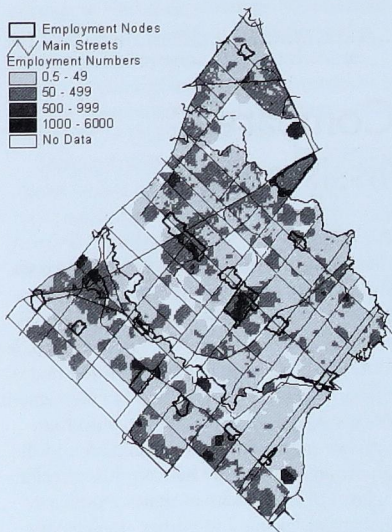 Employment Nodes
Main Streets
Employment Numbers
0.5 - 49
50 - 499
500 - 999
1000 - 6000
No Data